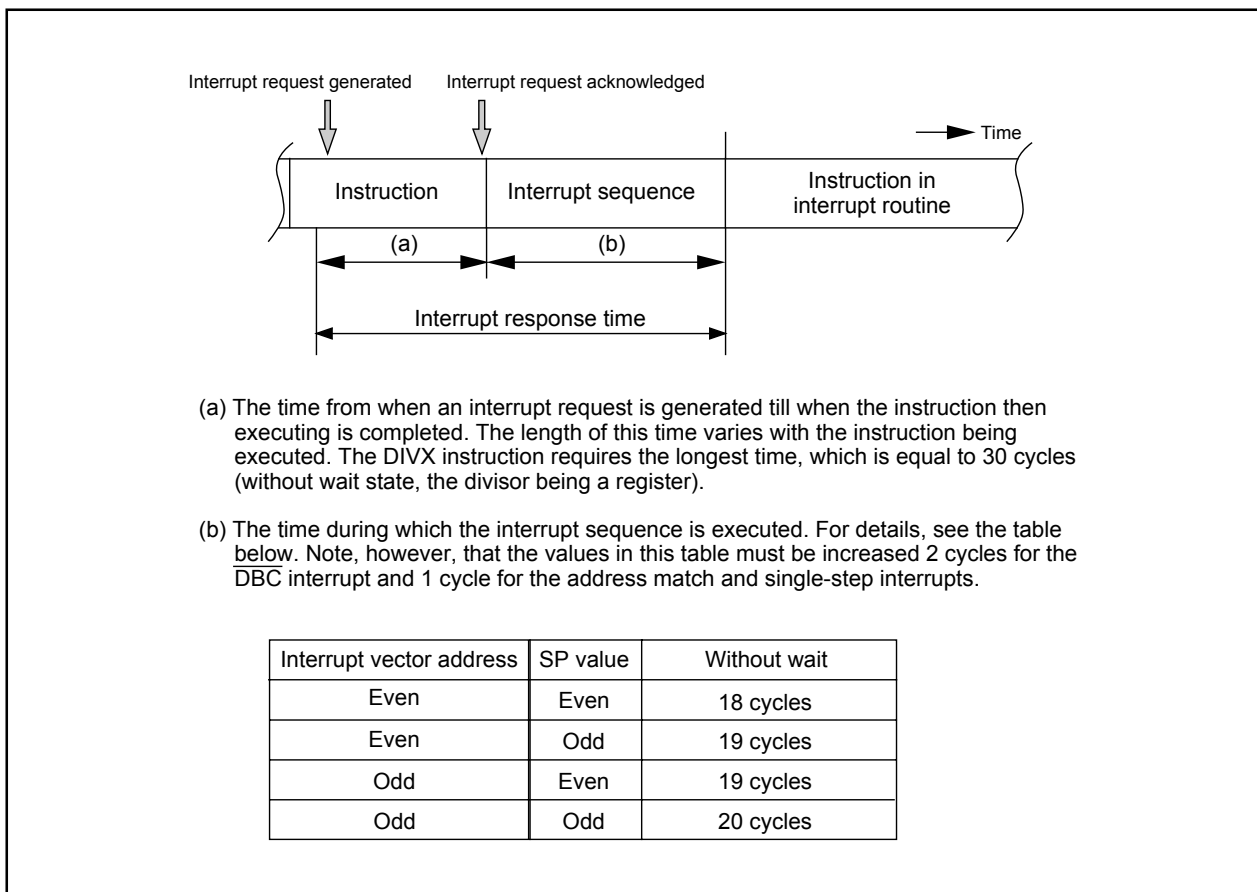 Interrupt request generated
Interrupt request acknowledged
Time
Instruction
Interrupt sequence
Instruction in
interrupt routine
(a)
(b)
Interrupt response time
(a) The time from when an interrupt request is generated till when the instruction then
executing is completed. The length of this time varies with the instruction being
executed. The DIVX instruction requires the longest time, which is equal to 30 cycles
(without wait state, the divisor being a register).
(b) The time during which the interrupt sequence is executed. For details, see the table
below. Note, however, that the values in this table must be increased 2 cycles for the
DBC interrupt and 1 cycle for the address match and single-step interrupts.
Interrupt vector address SP value Without wait
Even Even 18 cycles
Even Odd 19 cycles
Odd Even 19 cycles
Odd Odd 20 cycles